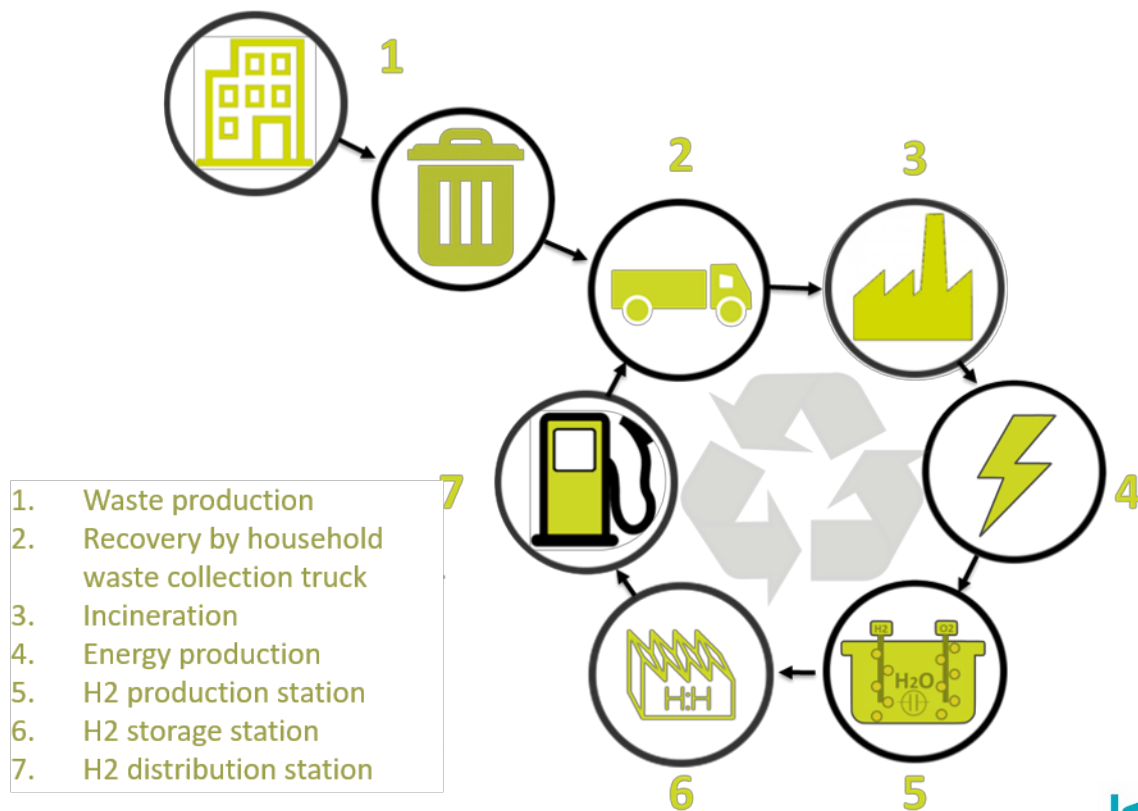 1
2
3
4
5
6
7
H2
O2
H₂O
H:H
1. Waste production
2. Recovery by household
waste collection truck
3. Incineration
4. Energy production
5. H2 production station
6. H2 storage station
7. H2 distribution station